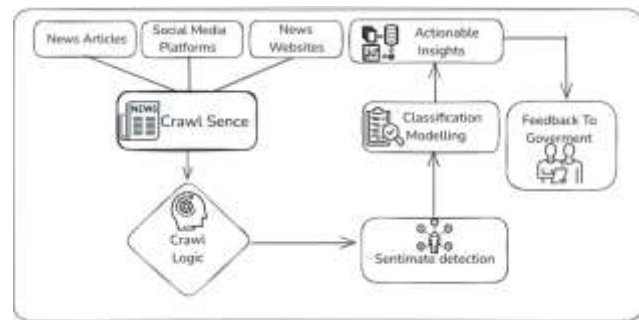 News Articles
Social Media
Platforms
News
Websites
NEWS
Crawl Sence
Crawl
Logic
Sentimate detection
Classification
Modelling
Actionable
Insights
Feedback To
Goverment